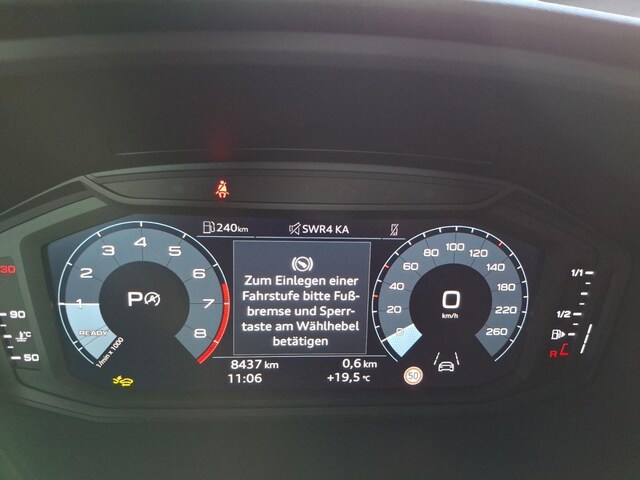 240km
SWR4 KA
Zum Einlegen einer
Fahrstufe bitte Fuß-
bremse und Sperr-
taste am Wählhebel
betätigen
1
2
3
4
5
6
7
8
P
READY
1/min x 1000
8437 km
0,6 km
11:06
+19,5 °C
50
0
km/h
20
40
60
80
100
120
140
180
220
260
130
90
°C
50
1/1
1/2
R